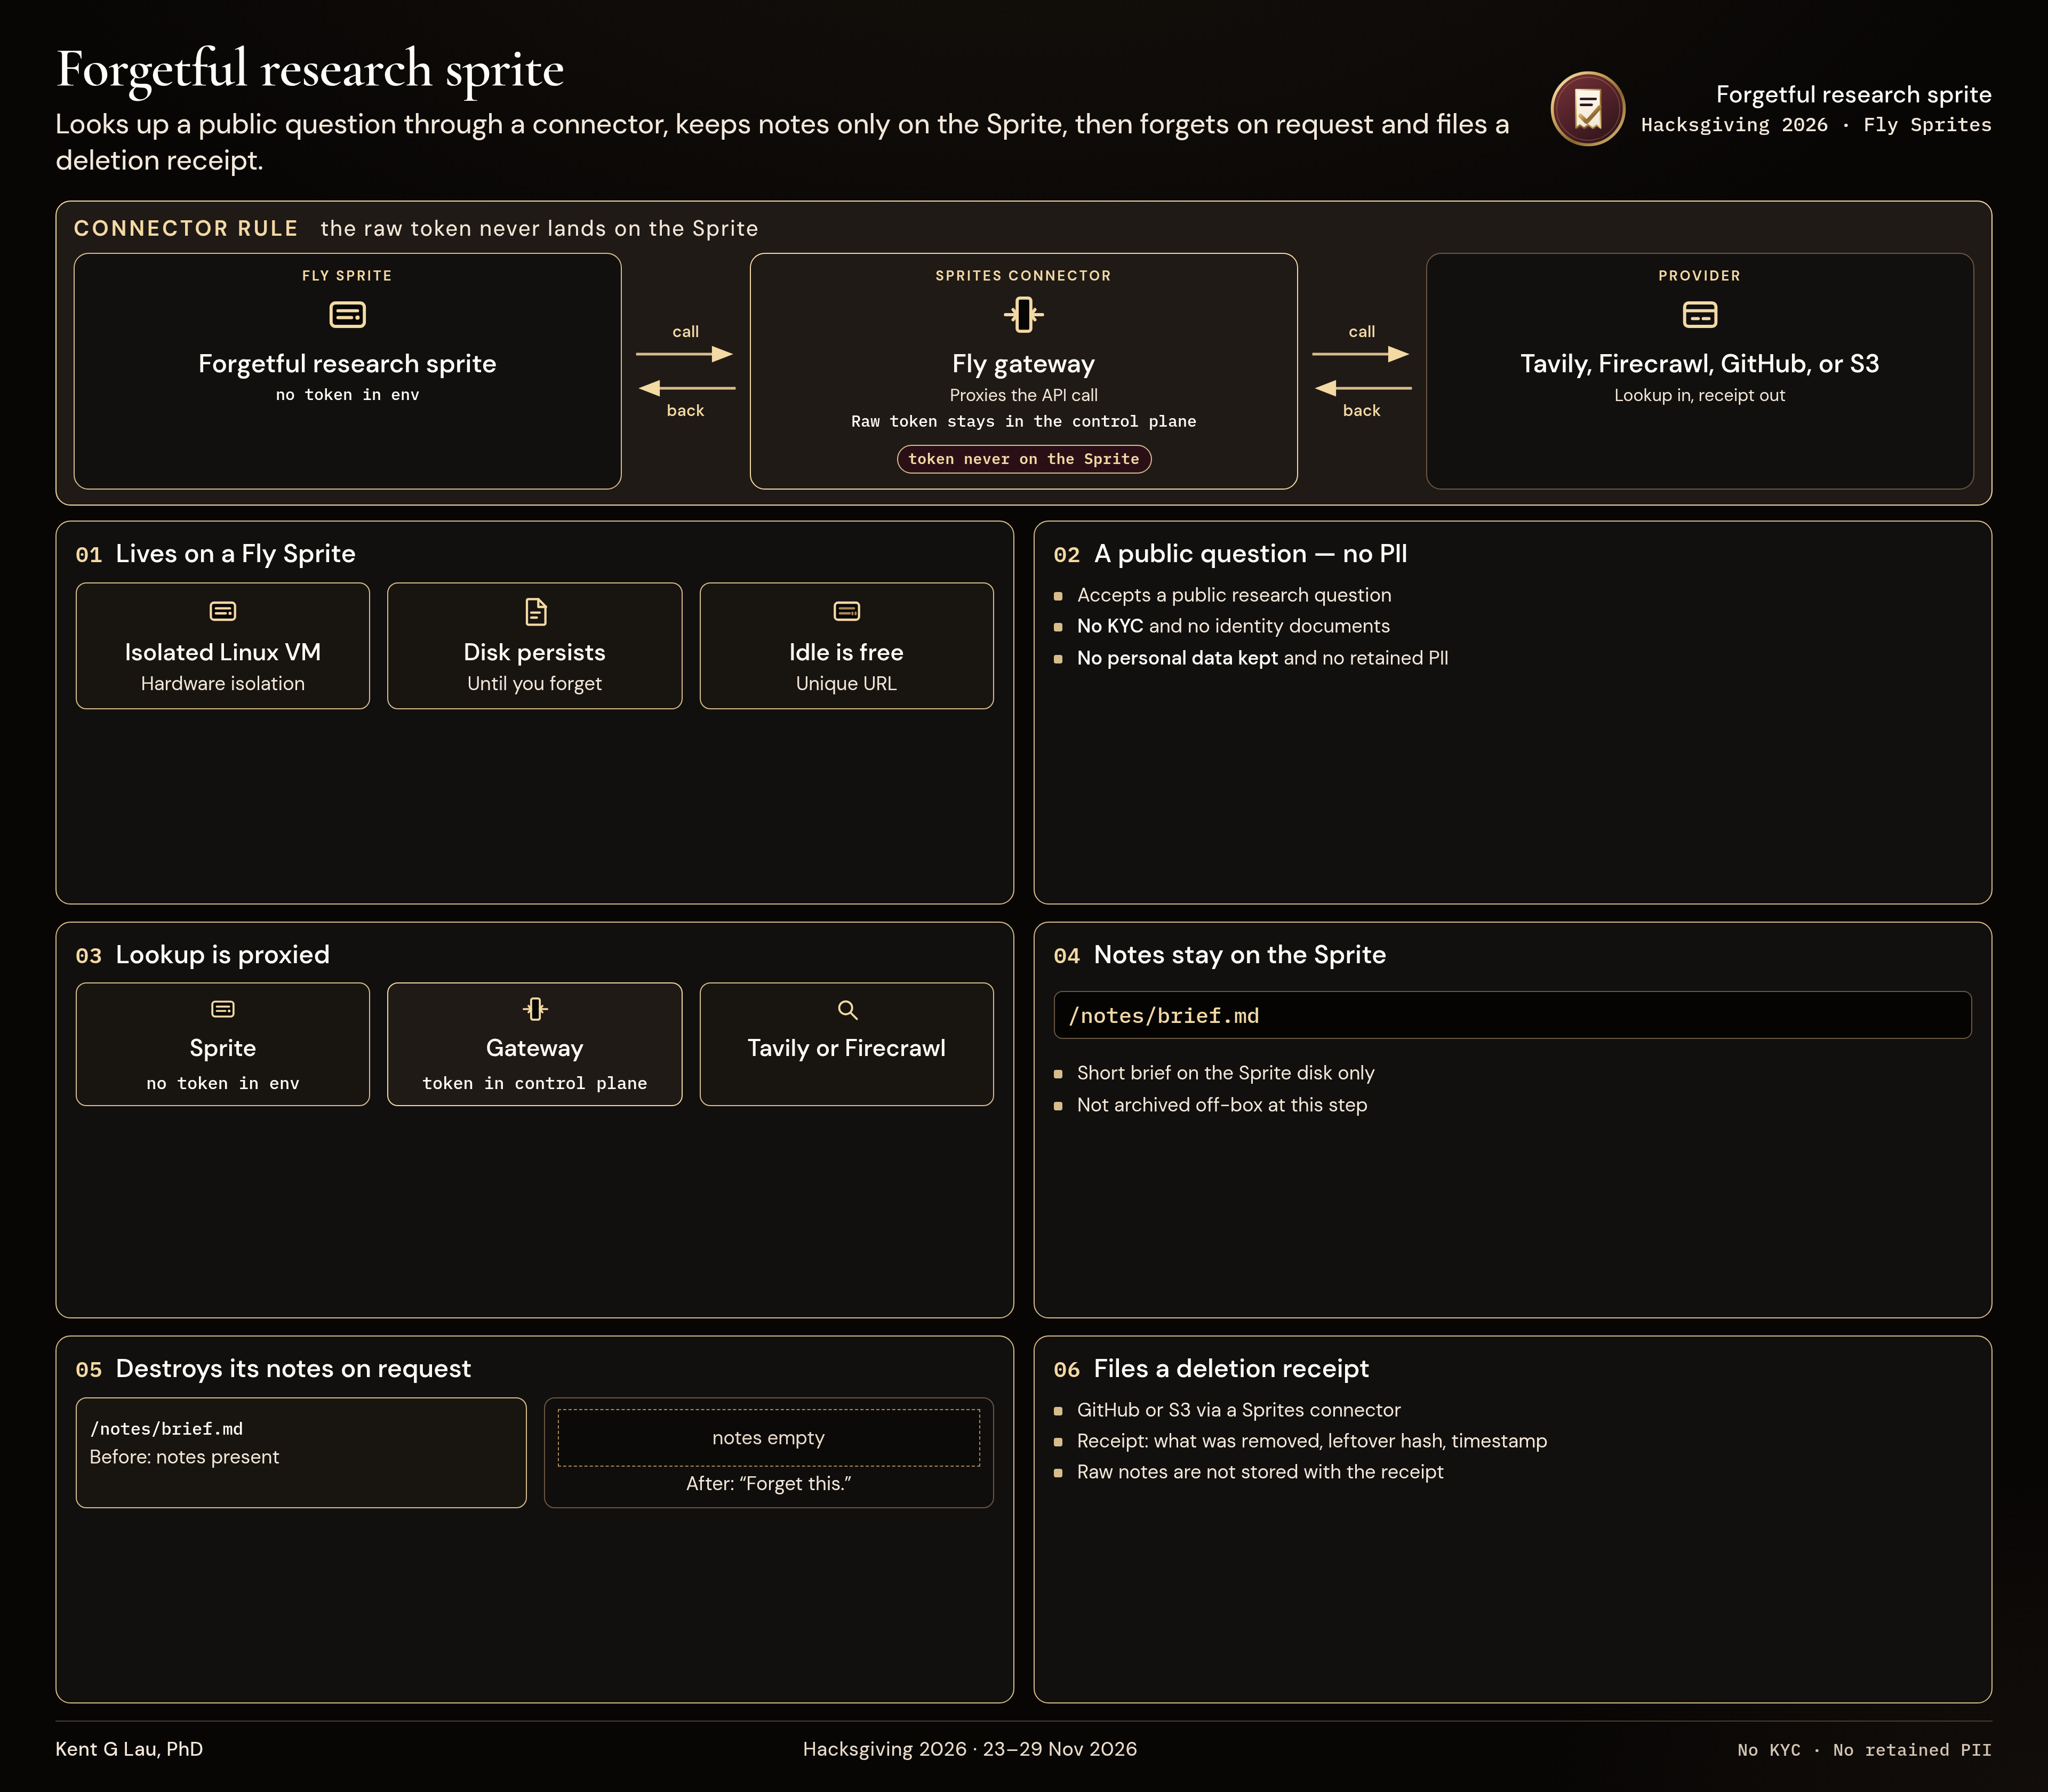 Forgetful research sprite
Looks up a public question through a connector, keeps notes only on the Sprite, then forgets on request and files a
deletion receipt.
Forgetful research sprite
Hacksgiving 2026 · Fly Sprites
CONNECTOR RULE the raw token never lands on the Sprite
FLY SPRITE
Forgetful research sprite
no token in env
call
back
SPRITES CONNECTOR
Fly gateway
Proxies the API call
Raw token stays in the control plane
token never on the Sprite
call
back
PROVIDER
Tavily, Firecrawl, GitHub, or S3
Lookup in, receipt out
01 Lives on a Fly Sprite
Isolated Linux VM
Hardware isolation
Disk persists
Until you forget
Idle is free
Unique URL
02 A public question — no PII
Accepts a public research question
No KYC and no identity documents
No personal data kept and no retained PII
03 Lookup is proxied
Sprite
no token in env
Gateway
token in control plane
Tavily or Firecrawl
04 Notes stay on the Sprite
/notes/brief.md
Short brief on the Sprite disk only
Not archived off-box at this step
05 Destroys its notes on request
/notes/brief.md
Before: notes present
notes empty
After: “Forget this.”
06 Files a deletion receipt
GitHub or S3 via a Sprites connector
Receipt: what was removed, leftover hash, timestamp
Raw notes are not stored with the receipt
Kent G Lau, PhD
Hacksgiving 2026 · 23–29 Nov 2026
No KYC · No retained PII